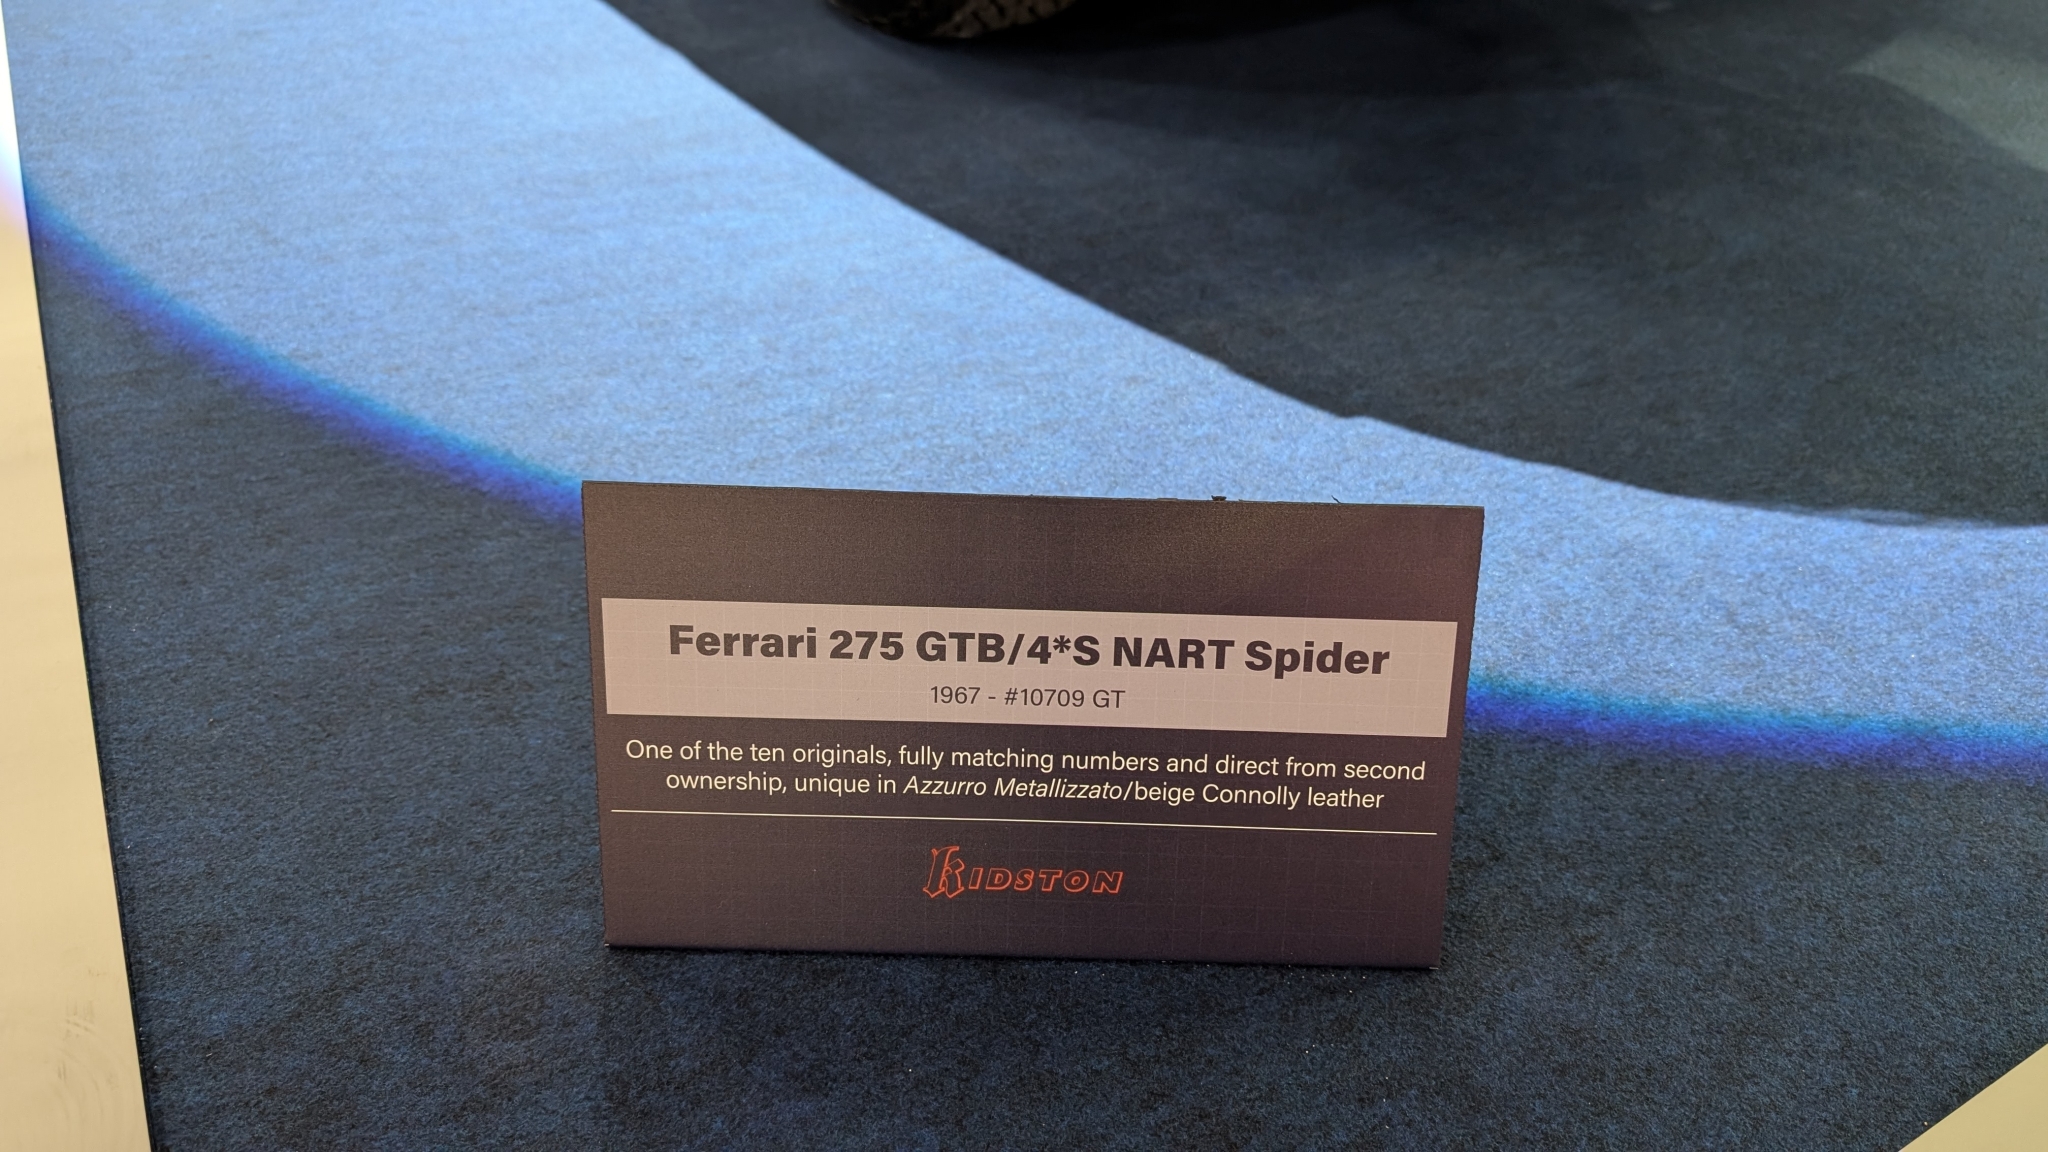 Ferrari 275 GTB/4*S NART Spider
1967 - #10709 GT
One of the ten originals, fully matching numbers and direct from second
ownership, unique in Azzurro Metallizzato/beige Connolly leather
KIDSTON